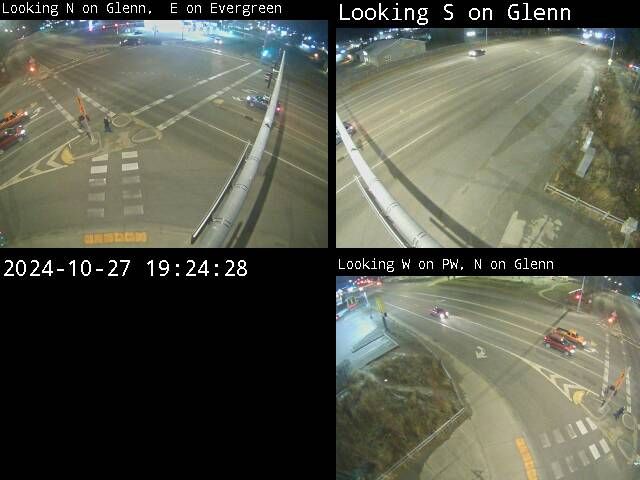 Looking N on Glenn, E on Evergreen
Looking S on Glenn
2024-10-27 19:24:28
Looking W on PW, N on Glenn